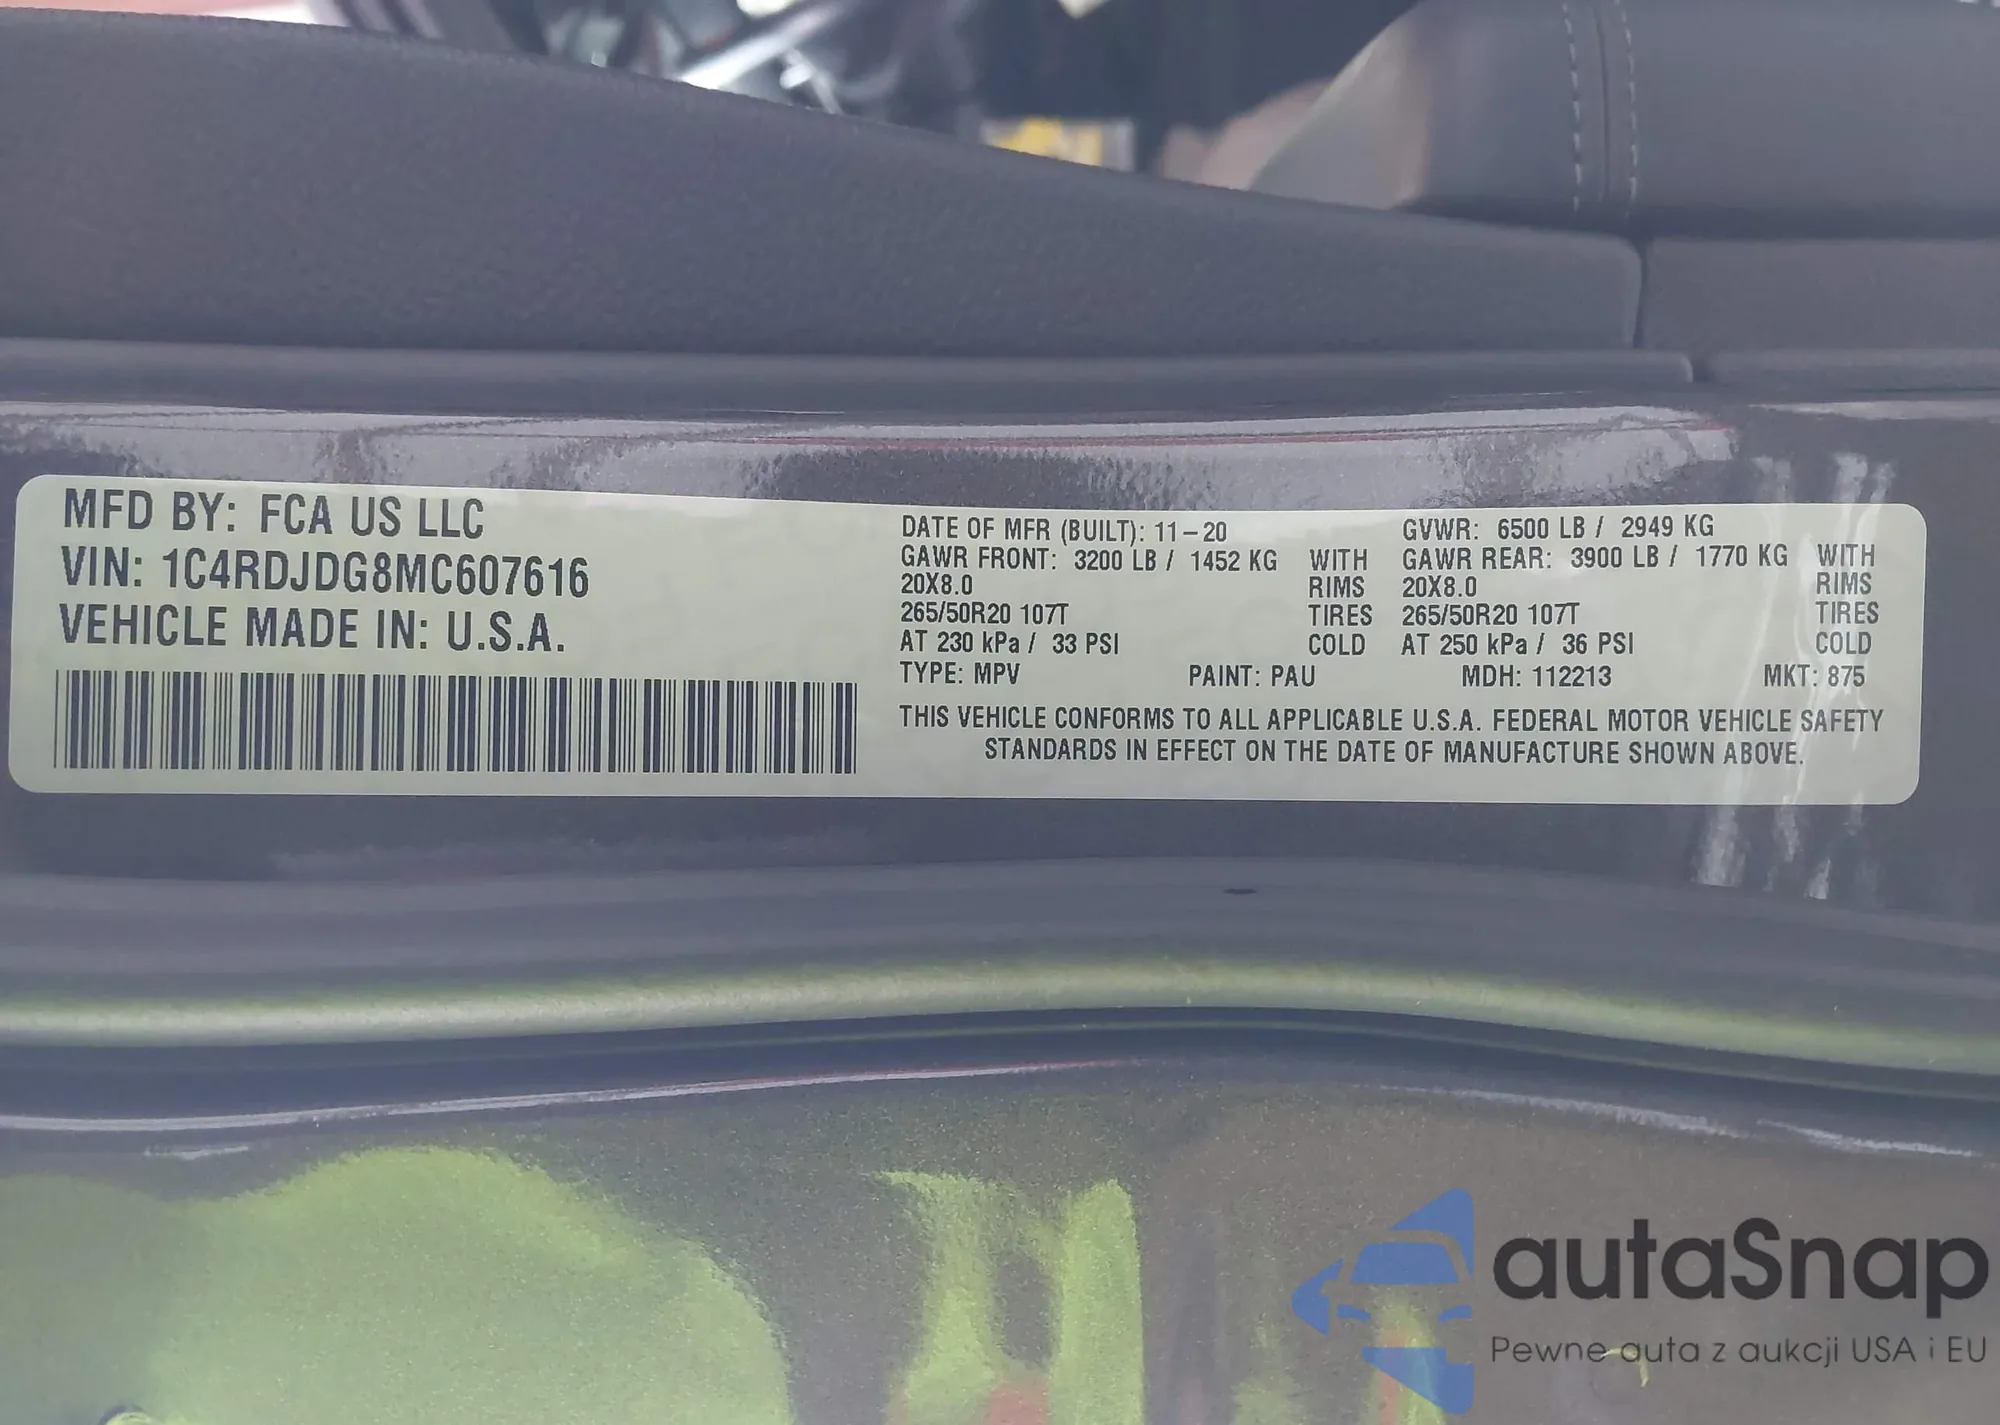 MFD BY: FCA US LLC
VIN: 1C4RDJDG8MC607616
VEHICLE MADE IN: U.S.A.
DATE OF MFR (BUILT): 11-20 GVWR: 6500 LB / 2949 KG
GAWR FRONT: 3200 LB / 1452 KG WITH GAWR REAR: 3900 LB / 1770 KG WITH
20X8.0 RIMS 20X8.0 RIMS
265/50R20 107T TIRES 265/50R20 107T TIRES
AT 230 kPa / 33 PSI COLD AT 250 kPa / 36 PSI COLD
TYPE: MPV PAINT: PAU MDH: 112213 MKT: 875
THIS VEHICLE CONFORMS TO ALL APPLICABLE U.S.A. FEDERAL MOTOR VEHICLE SAFETY
STANDARDS IN EFFECT ON THE DATE OF MANUFACTURE SHOWN ABOVE.
autaSnap
Pewne auta z aukcji USA i EU